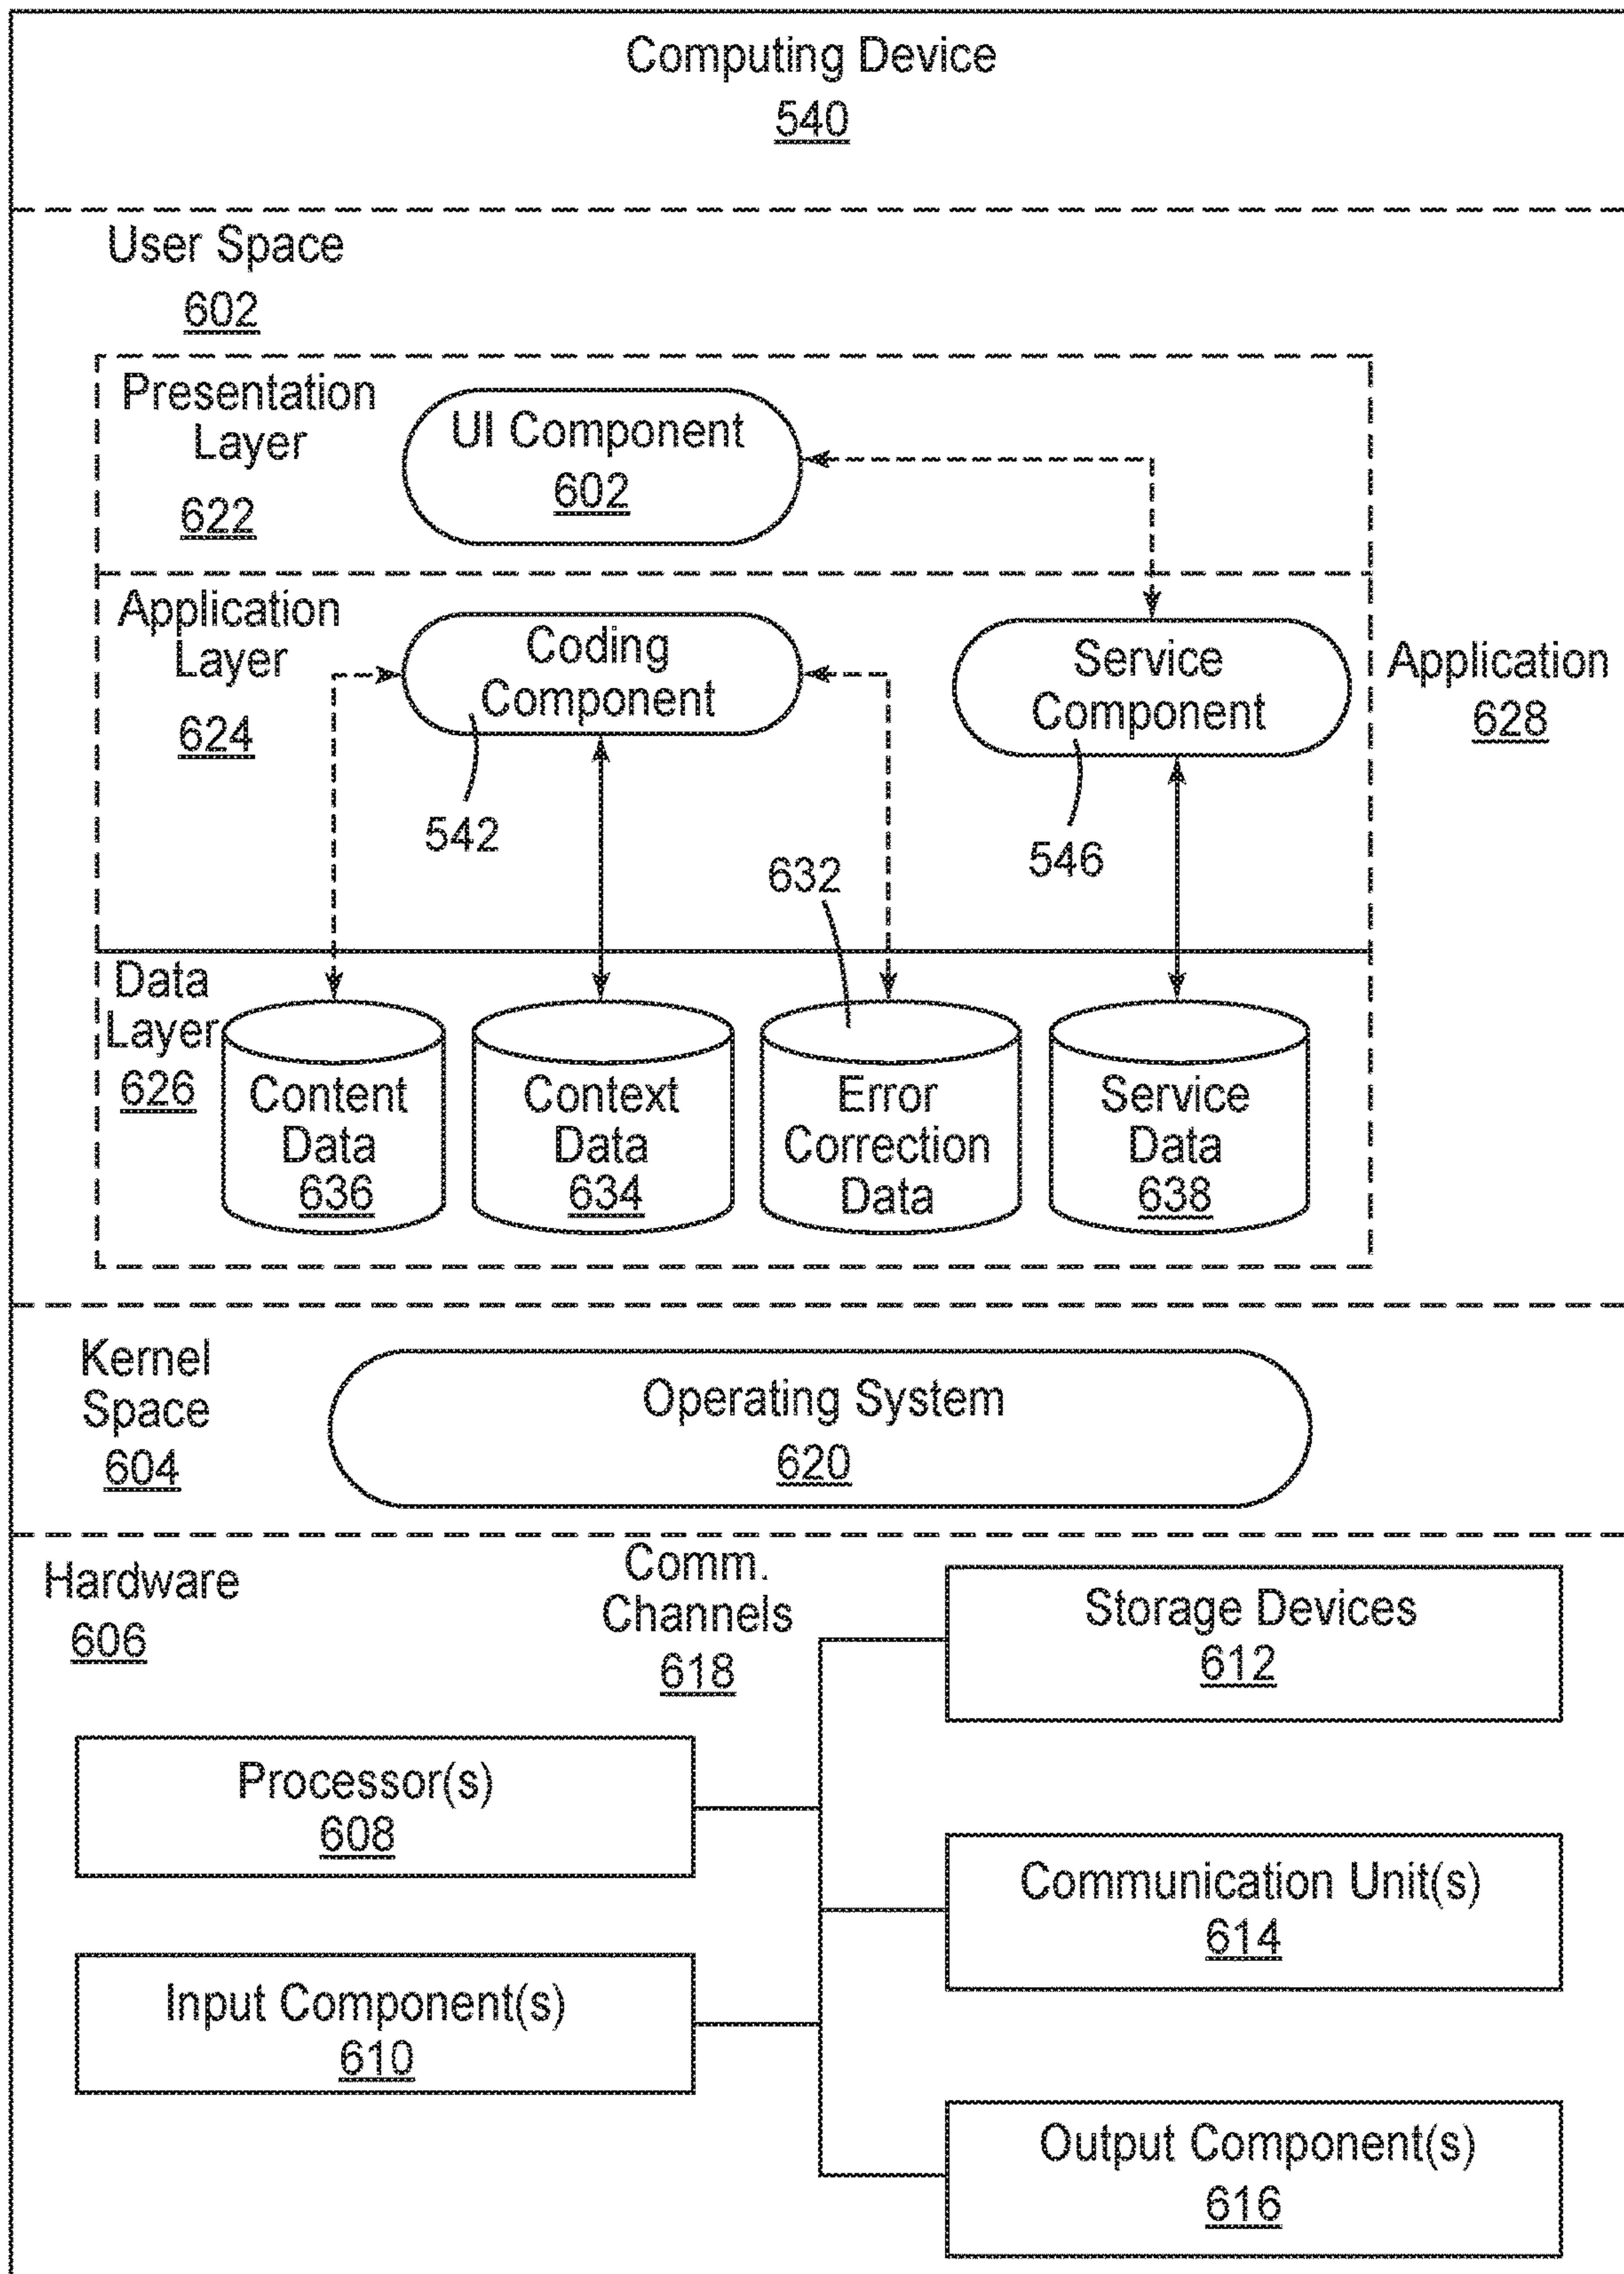 Computing Device
540
User Space
602
Presentation
Layer
622
UI Component
602
Application
Layer
624
Coding
Component
542
Service
Component
546
Application
628
632
Data
Layer
626
Content
Data
636
Context
Data
634
Error
Correction
Data
Service
Data
638
Kernel
Space
604
Operating System
620
Hardware
606
Comm.
Channels
618
Storage Devices
612
Processor(s)
608
Communication Unit(s)
614
Input Component(s)
610
Output Component(s)
616